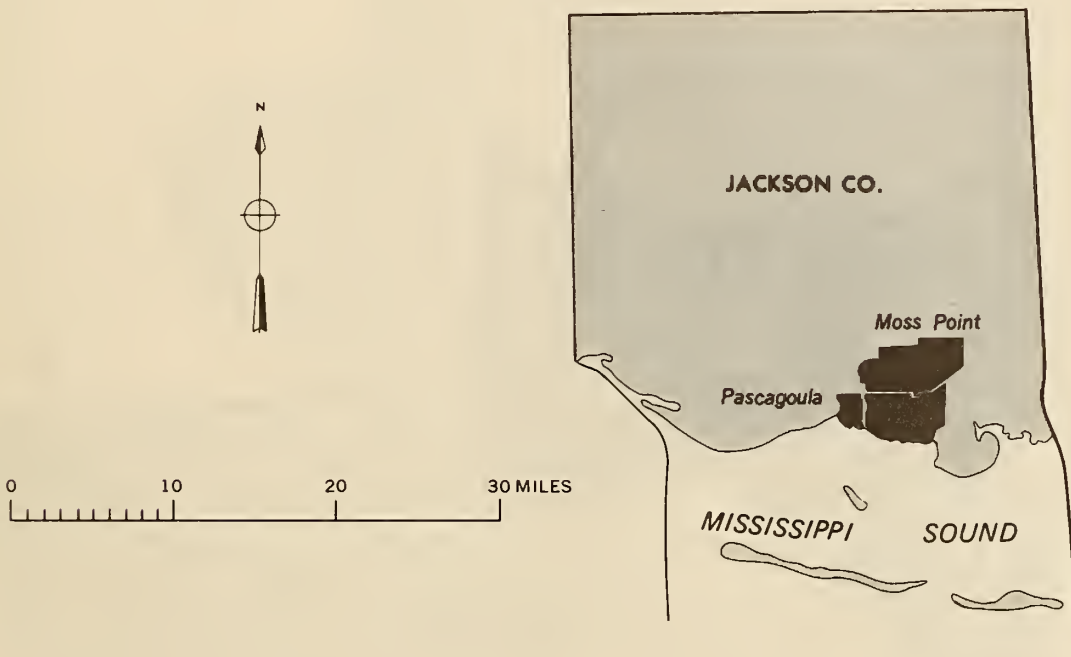 N
JACKSON CO.
Moss Point
Pascagoula
0 10 20 30 MILES
MISSISSIPPI SOUND